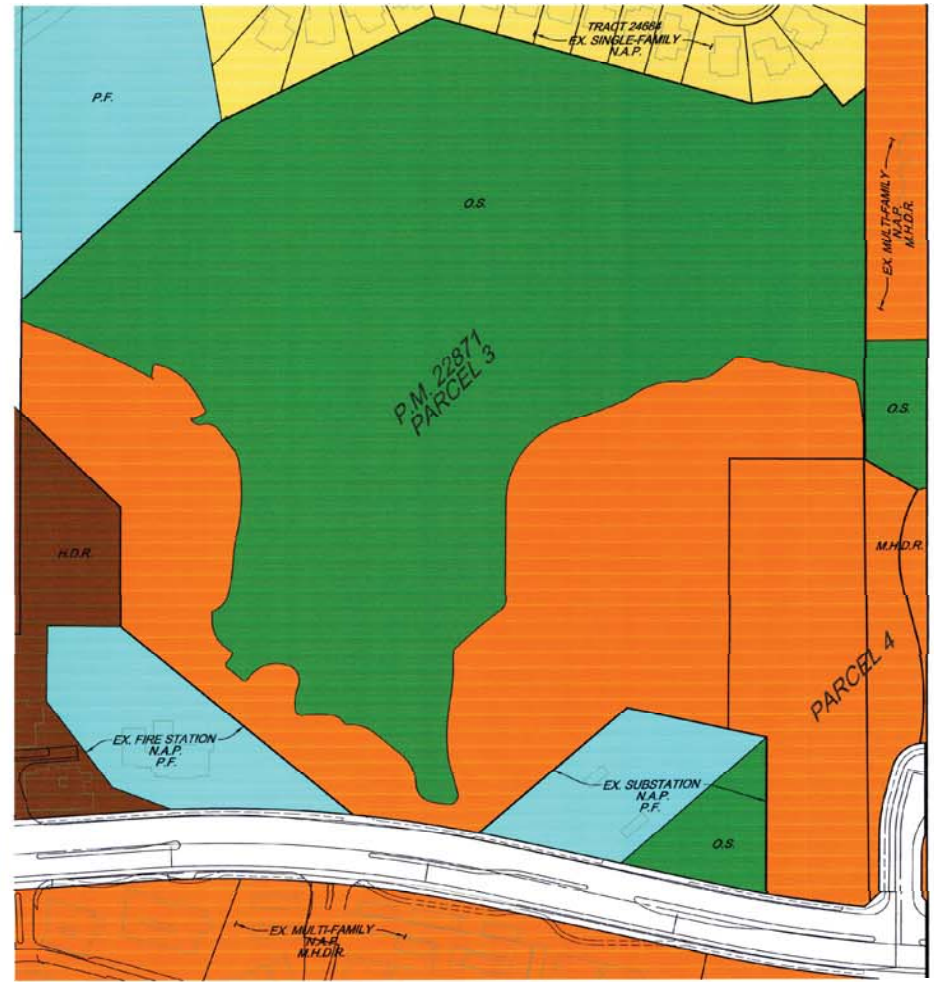 TRACT 24664
EX. SINGLE-FAMILY
N.A.P.
P.F.
O.S.
EX. MULTI-FAMILY
N.A.P.
M.H.D.R.
P.M. 22871
PARCEL 3
O.S.
H.D.R.
M.H.D.R.
PARCEL 4
EX. FIRE STATION
N.A.P.
P.F.
EX. SUBSTATION
N.A.P.
P.F.
O.S.
EX. MULTI-FAMILY
N.A.P.
M.H.D.R.